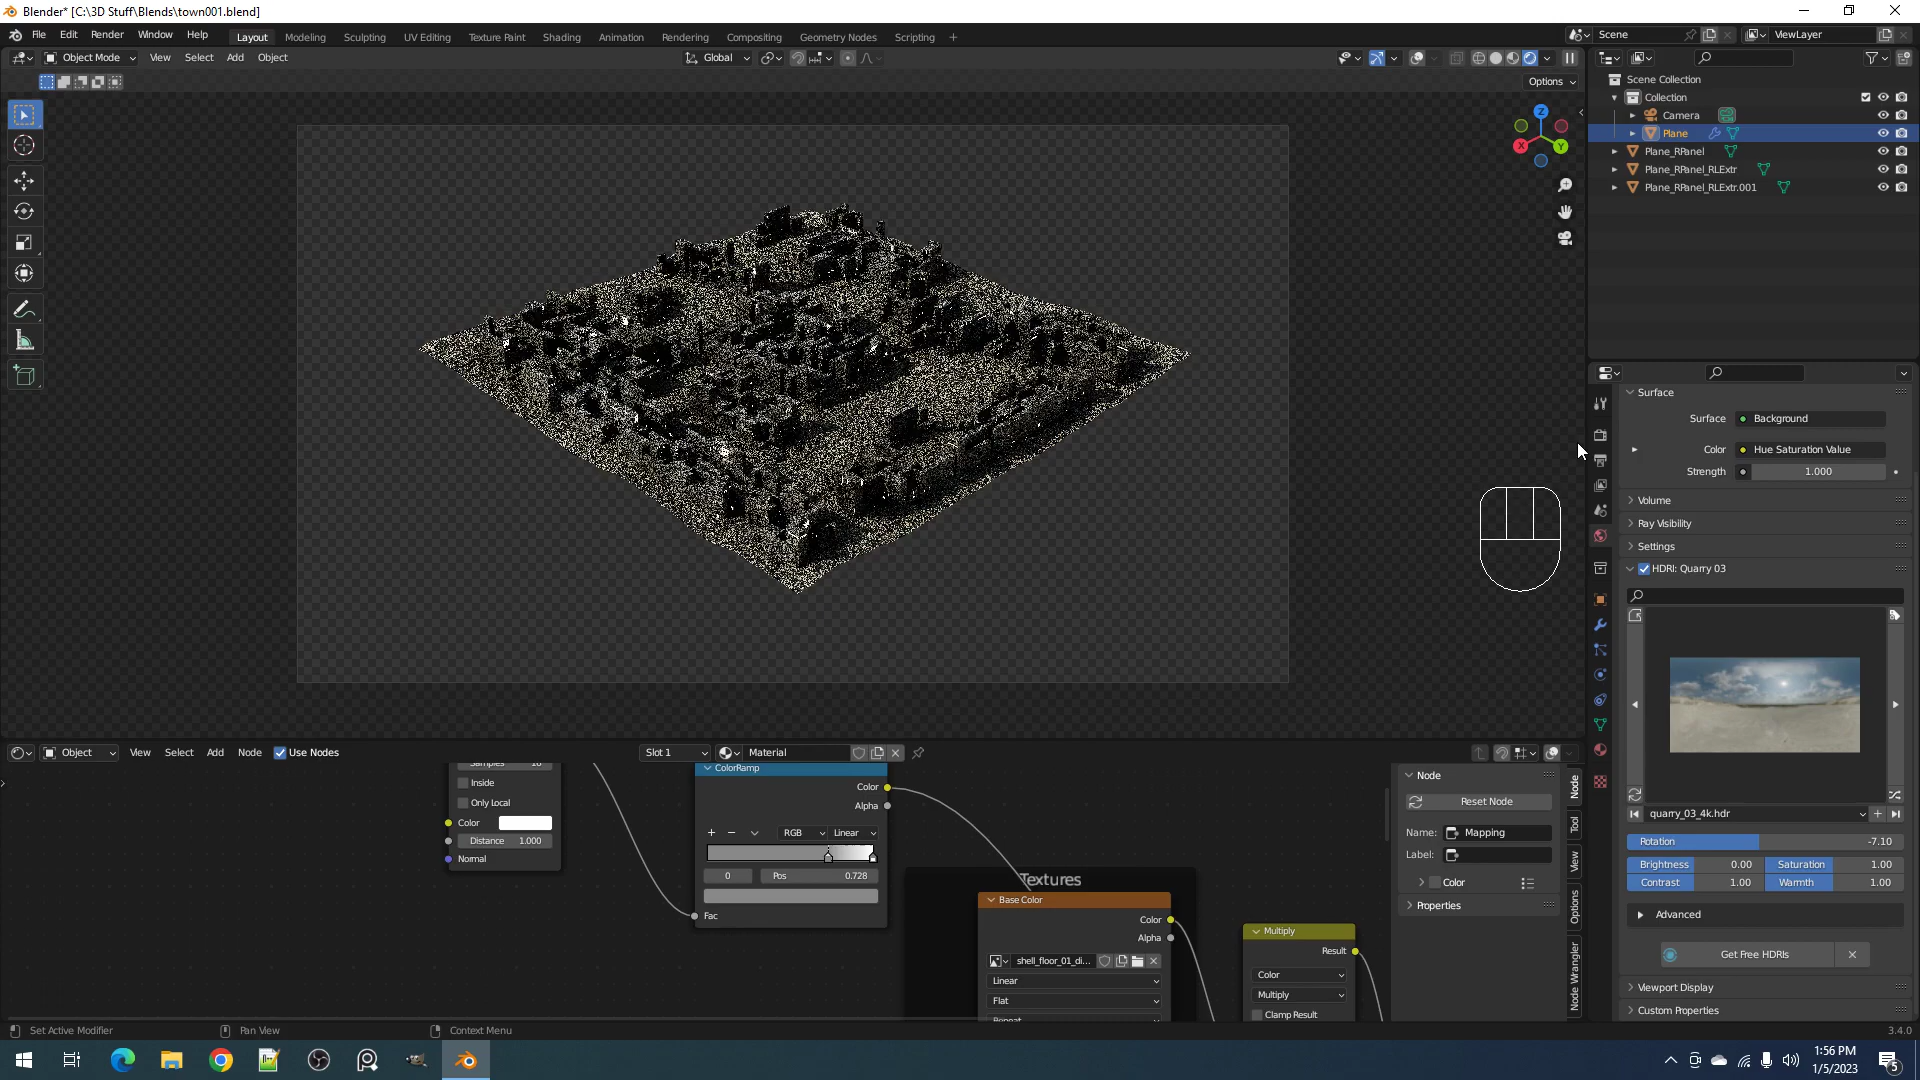 Blender* [C:\3D Stuff\Blends\town001.blend]
File Edit Render Window Help
Layout Modeling Sculpting UV Editing Texture Paint Shading Animation Rendering Compositing Geometry Nodes Scripting +
Scene
ViewLayer
Object Mode View Select Add Object
Global
Options
Scene Collection
Collection
Camera
Plane
Plane_RPanel
Plane_RPanel_RLExtr
Plane_RPanel_RLExtr.001
Z
X
Y
Surface
Surface Background
Color Hue Saturation Value
Strength 1.000
Volume
Ray Visibility
Settings
HDRI: Quarry 03
quarry_03_4k.hdr
Rotation -7.10
Brightness 0.00 Saturation 1.00
Contrast 1.00 Warmth 1.00
Advanced
Get Free HDRIs
Viewport Display
Custom Properties
Object View Select Add Node Use Nodes
Slot 1
Material
Samples 16
Inside
Only Local
Color
Distance 1.000
Normal
ColorRamp
Color
Alpha
RGB Linear
0 Pos 0.728
Fac
Textures
Base Color
Color
Alpha
shell_floor_01_di...
Linear
Flat
Repeat
Multiply
Result
Color
Multiply
Clamp Result
Node
Reset Node
Name: Mapping
Label:
Color
Properties
Node
Tool
View
Options
Node Wrangler
Set Active Modifier Pan View Context Menu
3.4.0
1:56 PM
1/5/2023
5